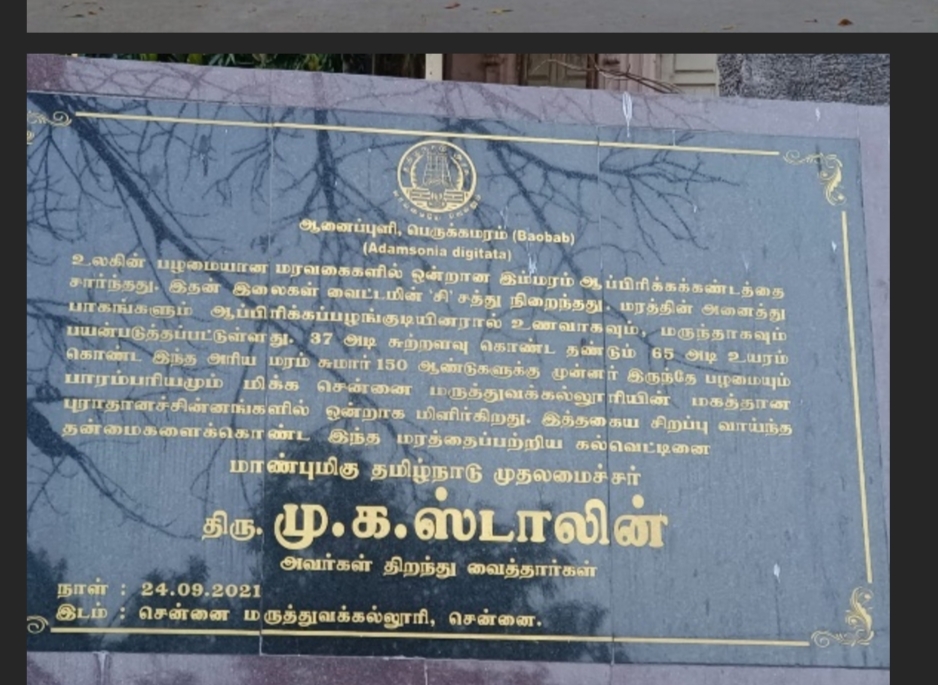 ஆனைப்புளி, பெருக்கமரம் (Baobab)
(Adamsonia digitata)
உலகின் பழமையான மரவகைகளில் ஒன்றான இம்மரம் ஆப்பிரிக்கக்கண்டத்தை
சார்ந்தது. இதன் இலைகள் வைட்டமின் 'சி' சத்து நிறைந்தது மரத்தின் அனைத்து
பாகங்களும் ஆப்பிரிக்கப்பழங்குடியினரால் உணவாகவும், மருந்தாகவும்
பயன்படுத்தப்பட்டுள்ளது. 37 அடி சுற்றளவு கொண்ட தண்டும் 65 அடி உயரம்
கொண்ட இந்த அரிய மரம் சுமார் 150 ஆண்டுகளுக்கு முன்னர் இருந்தே பழமையும்
பாரம்பரியமும் மிக்க சென்னை மருத்துவக்கல்லூரியின் மகத்தான
புராதானச்சின்னங்களில் ஒன்றாக மிளிர்கிறது. இத்தகைய சிறப்பு வாய்ந்த
தன்மைகளைக்கொண்ட இந்த மரத்தைப்பற்றிய கல்வெட்டினை
மாண்புமிகு தமிழ்நாடு முதலமைச்சர்
திரு. மு.க.ஸ்டாலின்
அவர்கள் திறந்து வைத்தார்கள்
நாள் : 24.09.2021
இடம் : சென்னை மருத்துவக்கல்லூரி, சென்னை.